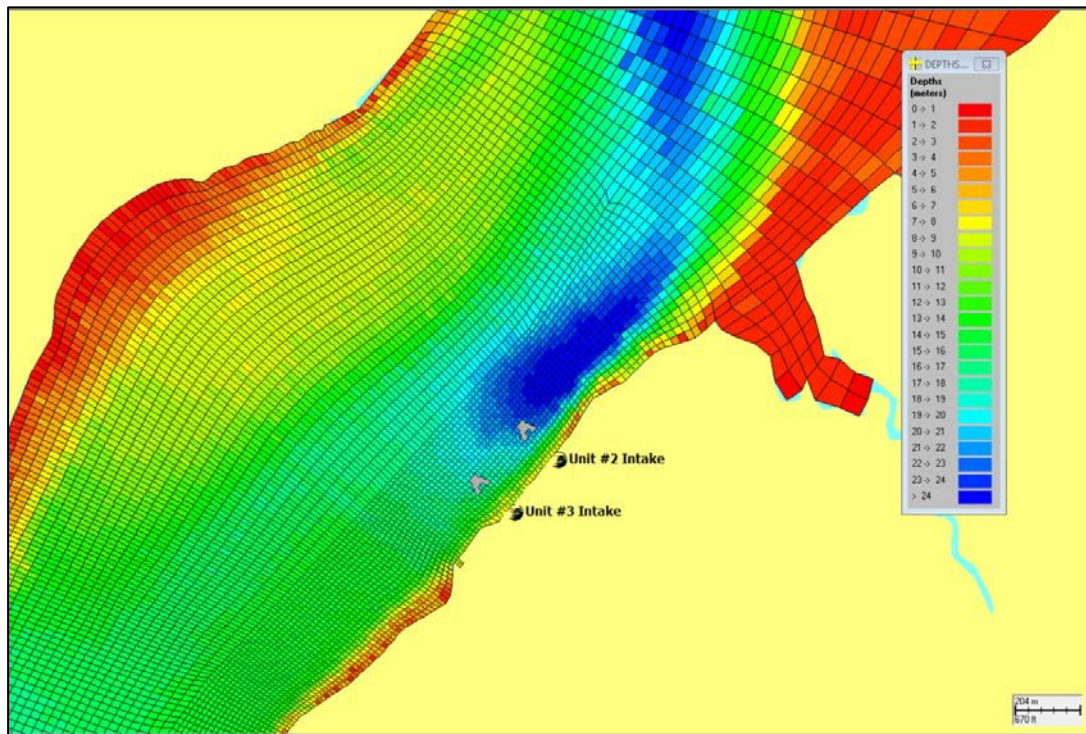 DEPTHS...
Depths
(meters)
0 -> 1
1 -> 2
2 -> 3
3 -> 4
4 -> 5
5 -> 6
6 -> 7
7 -> 8
8 -> 9
9 -> 10
10 -> 11
11 -> 12
12 -> 13
13 -> 14
14 -> 15
15 -> 16
16 -> 17
17 -> 18
18 -> 19
19 -> 20
20 -> 21
21 -> 22
22 -> 23
23 -> 24
> 24
Unit #2 Intake
Unit #3 Intake
204 m
670 ft